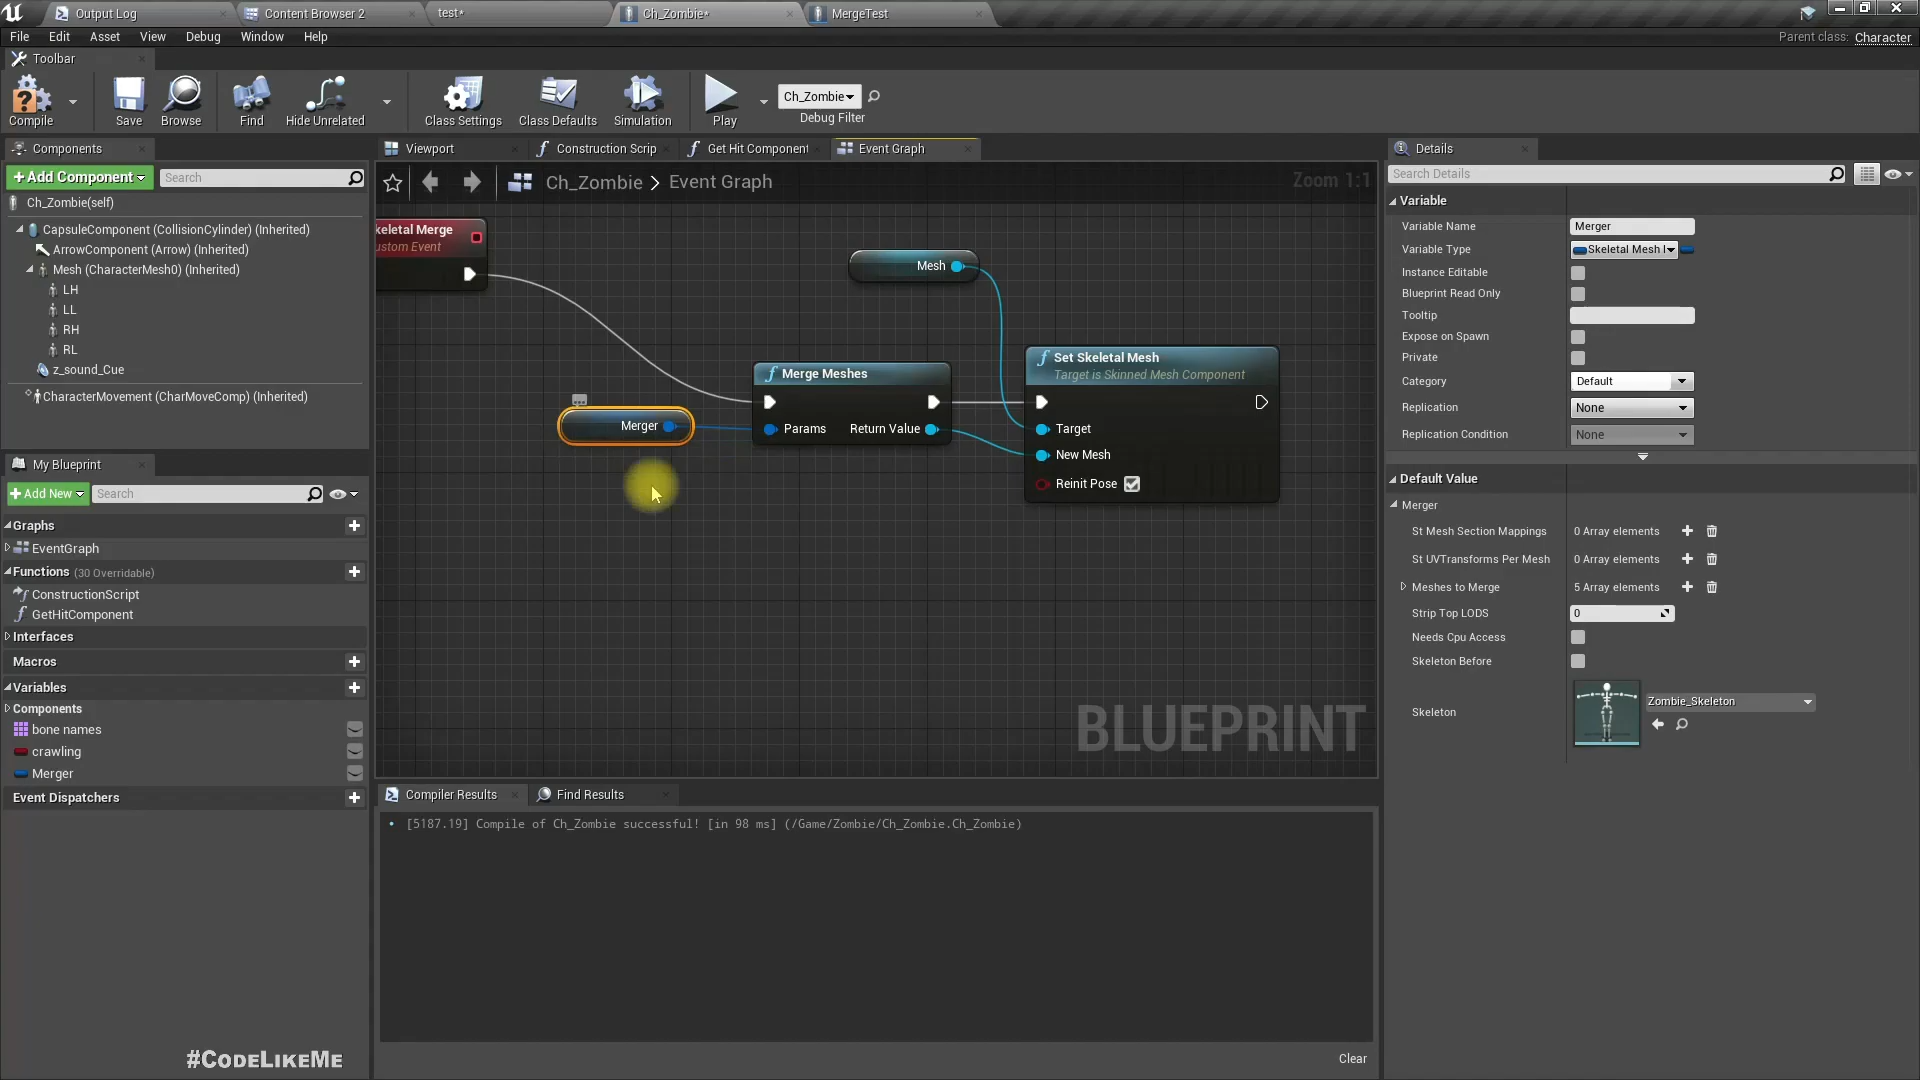 Output Log
Content Browser 2
test*
Ch_Zombie*
MergeTest
File
Edit
Asset
View
Debug
Window
Help
Parent class:
Character
Toolbar
Compile
Save
Browse
Find
Hide Unrelated
Class Settings
Class Defaults
Simulation
Play
Ch_Zombie
Debug Filter
Components
+Add Component
Search
Ch_Zombie(self)
CapsuleComponent (CollisionCylinder) (Inherited)
ArrowComponent (Arrow) (Inherited)
Mesh (CharacterMesh0) (Inherited)
LH
LL
RH
RL
z_sound_Cue
CharacterMovement (CharMoveComp) (Inherited)
My Blueprint
+Add New
Search
Graphs
EventGraph
Functions (30 Overridable)
ConstructionScript
GetHitComponent
Interfaces
Macros
Variables
Components
bone names
crawling
Merger
Event Dispatchers
#CodeLikeMe
Viewport
Construction Scrip
Get Hit Component
Event Graph
Ch_Zombie > Event Graph
Zoom 1:1
keletal Merge
ustom Event
Mesh
Merger
Merge Meshes
Params
Return Value
Set Skeletal Mesh
Target is Skinned Mesh Component
Target
New Mesh
Reinit Pose
BLUEPRINT
Compiler Results
Find Results
[5187.19] Compile of Ch_Zombie successful! [in 98 ms] (/Game/Zombie/Ch_Zombie.Ch_Zombie)
Clear
Details
Search Details
Variable
Variable Name
Merger
Variable Type
Skeletal Mesh
Instance Editable
Blueprint Read Only
Tooltip
Expose on Spawn
Private
Category
Default
Replication
None
Replication Condition
None
Default Value
Merger
St Mesh Section Mappings
0 Array elements
St UVTransforms Per Mesh
0 Array elements
Meshes to Merge
5 Array elements
Strip Top LODS
0
Needs Cpu Access
Skeleton Before
Skeleton
Zombie_Skeleton